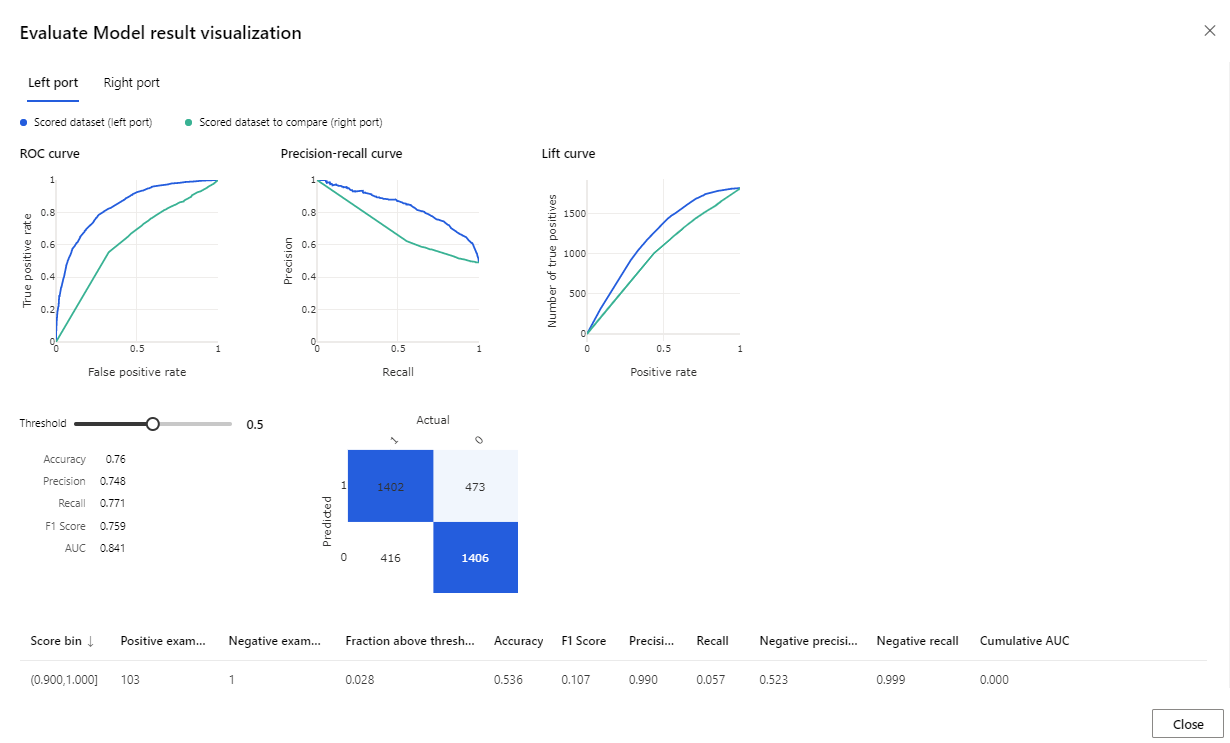 Evaluate Model result visualization
Left port Right port
Scored dataset (left port) Scored dataset to compare (right port)
ROC curve Precision-recall curve Lift curve
1
0.8
0.6
0.4
0.2
0
0 0.5 1
True positive rate
False positive rate
1
0.8
0.6
0.4
0.2
0
0 0.5 1
Precision
Recall
1500
1000
500
0
0 0.5 1
Number of true positives
Positive rate
Threshold 0.5
Accuracy 0.76
Precision 0.748
Recall 0.771
F1 Score 0.759
AUC 0.841
Actual
1 0
Predicted
1 1402 473
0 416 1406
Score bin ↓ Positive exam... Negative exam... Fraction above thresh... Accuracy F1 Score Precisi... Recall Negative precisi... Negative recall Cumulative AUC
(0.900,1.000] 103 1 0.028 0.536 0.107 0.990 0.057 0.523 0.999 0.000
Close